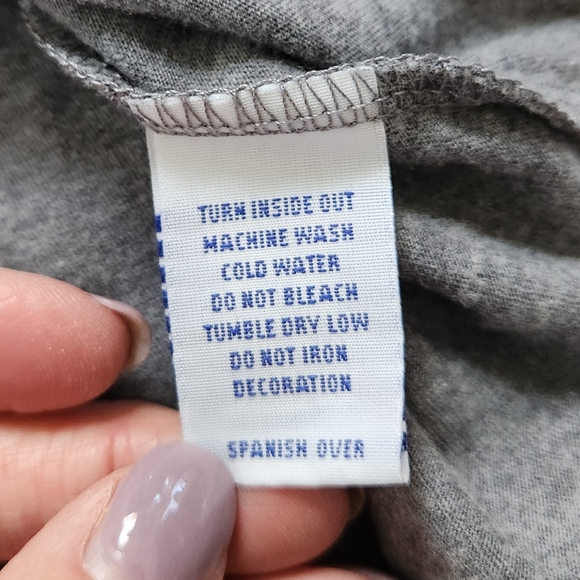 TURN INSIDE OUT
MACHINE WASH
COLD WATER
DO NOT BLEACH
TUMBLE DRY LOW
DO NOT IRON
DECORATION
SPANISH OVER